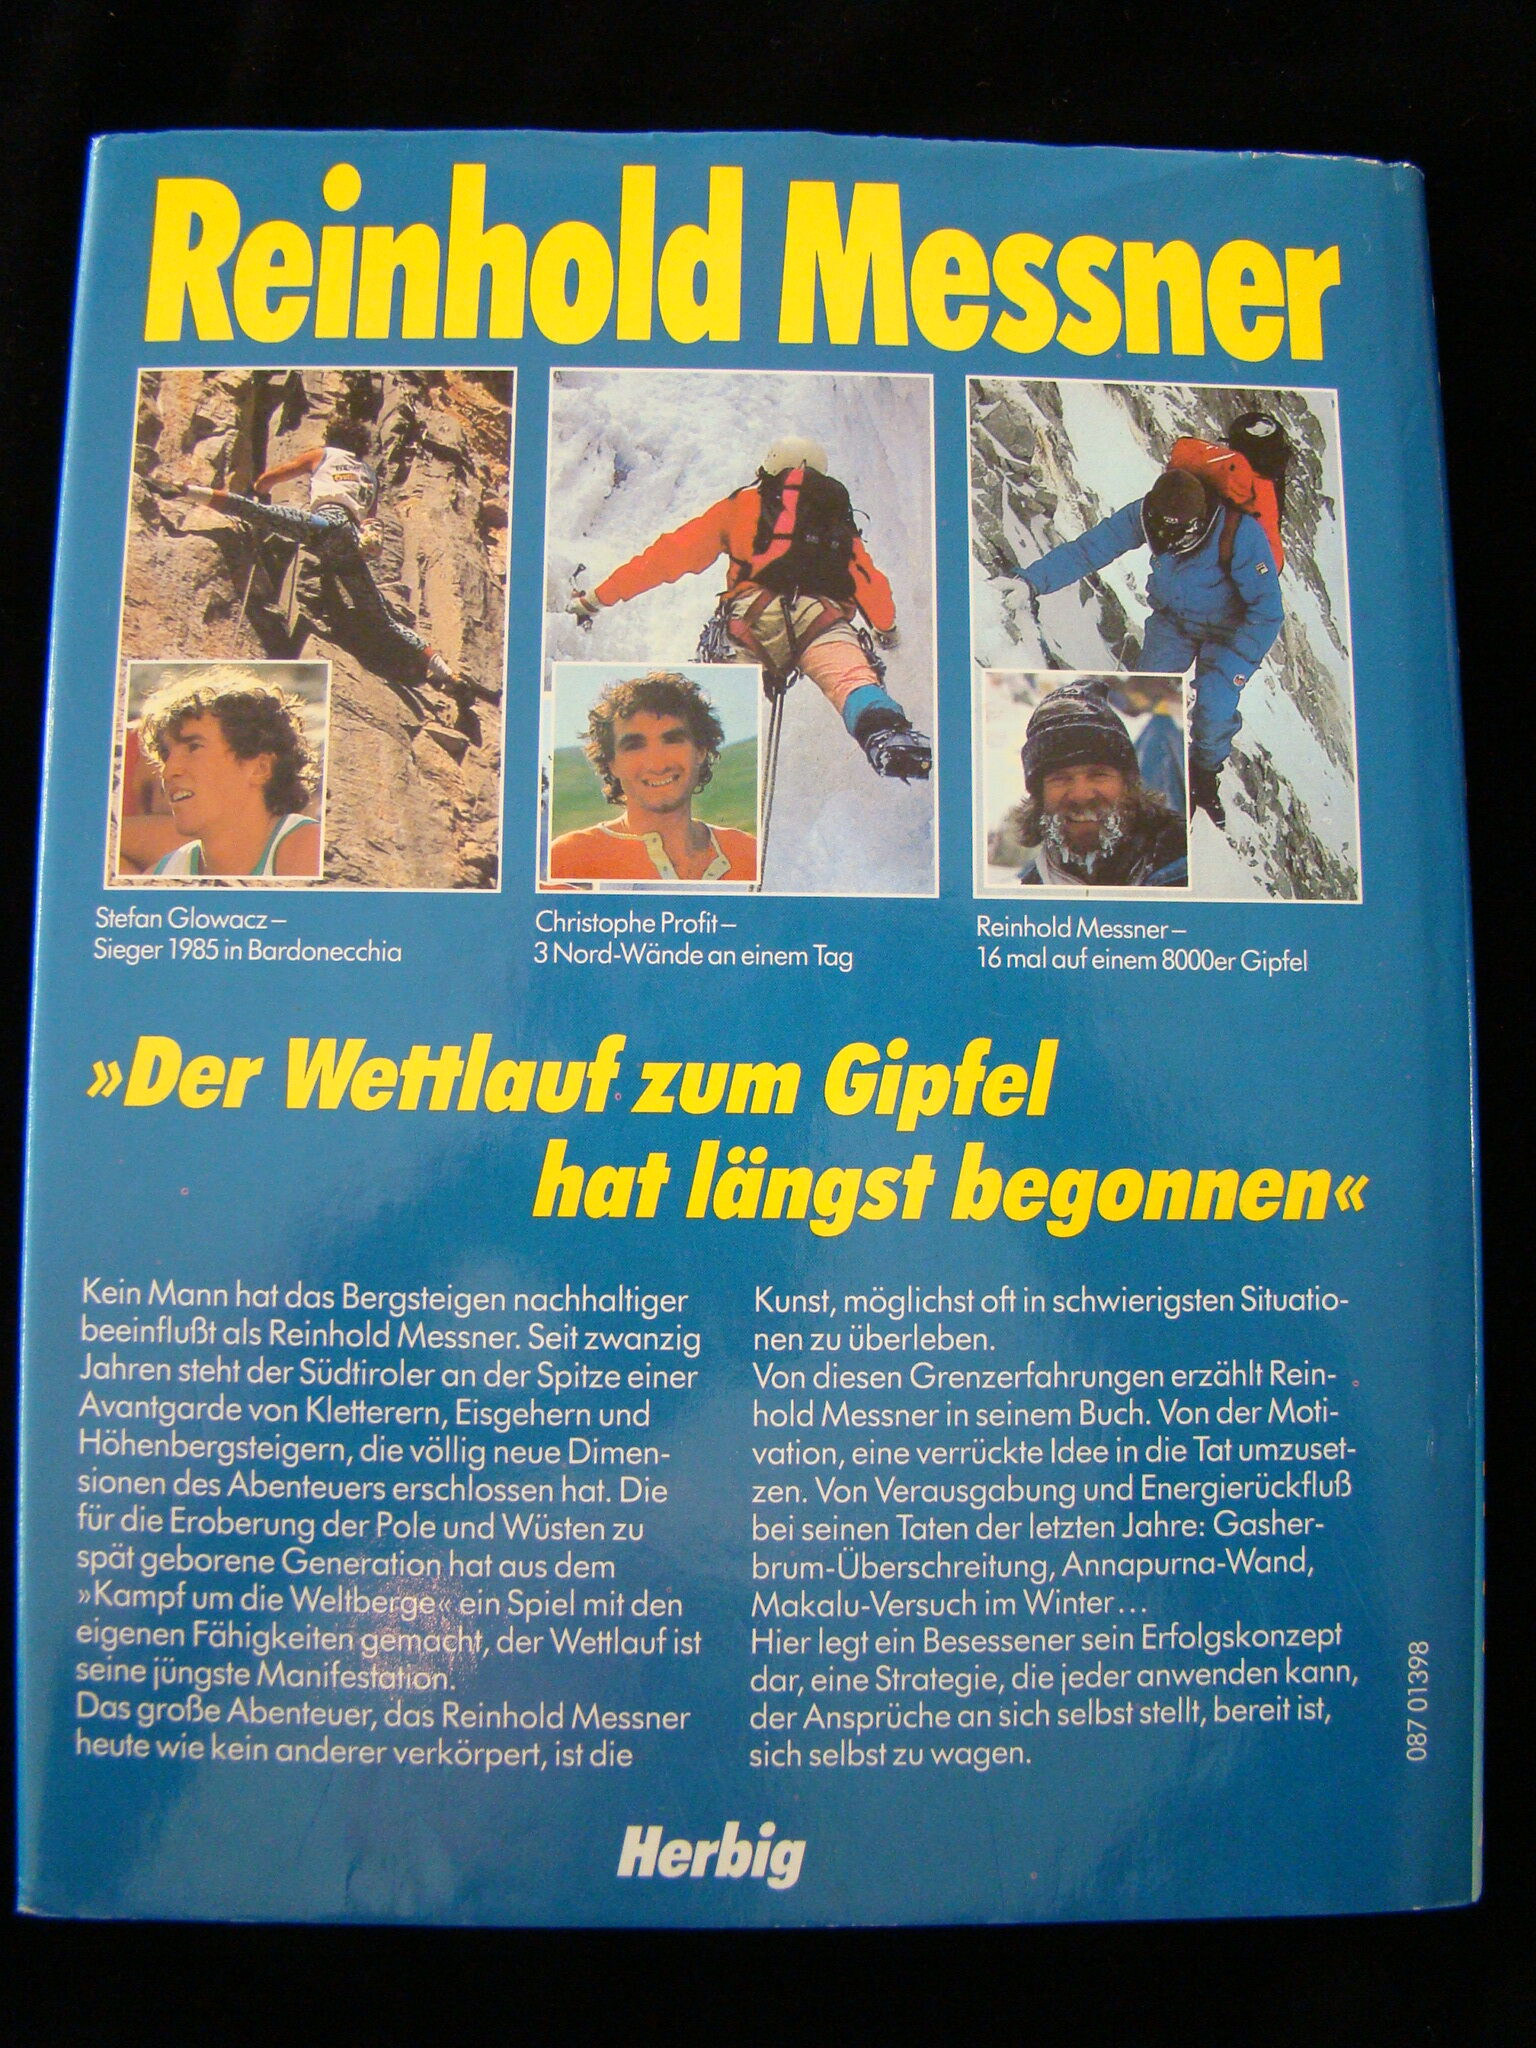 Reinhold Messner
Stefan Glowacz –
Sieger 1985 in Bardonecchia
Christophe Profit –
3 Nord-Wände an einem Tag
Reinhold Messner –
16 mal auf einem 8000er Gipfel
»Der Wettlauf zum Gipfel
hat längst begonnen«
Kein Mann hat das Bergsteigen nachhaltiger
beeinflußt als Reinhold Messner. Seit zwanzig
Jahren steht der Südtiroler an der Spitze einer
Avantgarde von Kletterern, Eisgehern und
Höhenbergsteigern, die völlig neue Dimen-
sionen des Abenteuers erschlossen hat. Die
für die Eroberung der Pole und Wüsten zu
spät geborene Generation hat aus dem
»Kampf um die Weltberge« ein Spiel mit den
eigenen Fähigkeiten gemacht, der Wettlauf ist
seine jüngste Manifestation.
Das große Abenteuer, das Reinhold Messner
heute wie kein anderer verkörpert, ist die
Kunst, möglichst oft in schwierigsten Situatio-
nen zu überleben.
Von diesen Grenzerfahrungen erzählt Rein-
hold Messner in seinem Buch. Von der Moti-
vation, eine verrückte Idee in die Tat umzuset-
zen. Von Verausgabung und Energierückfluß
bei seinen Taten der letzten Jahre: Gasher-
brum-Überschreitung, Annapurna-Wand,
Makalu-Versuch im Winter...
Hier legt ein Besessener sein Erfolgskonzept
dar, eine Strategie, die jeder anwenden kann,
der Ansprüche an sich selbst stellt, bereit ist,
sich selbst zu wagen.
087 01398
Herbig